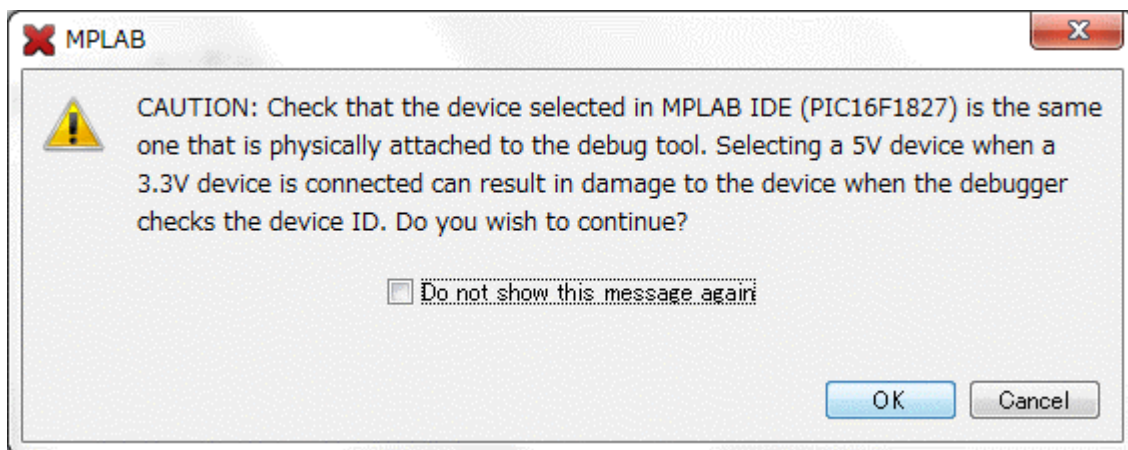 MPLAB
CAUTION: Check that the device selected in MPLAB IDE (PIC16F1827) is the same
one that is physically attached to the debug tool. Selecting a 5V device when a
3.3V device is connected can result in damage to the device when the debugger
checks the device ID. Do you wish to continue?
Do not show this message again
OK
Cancel